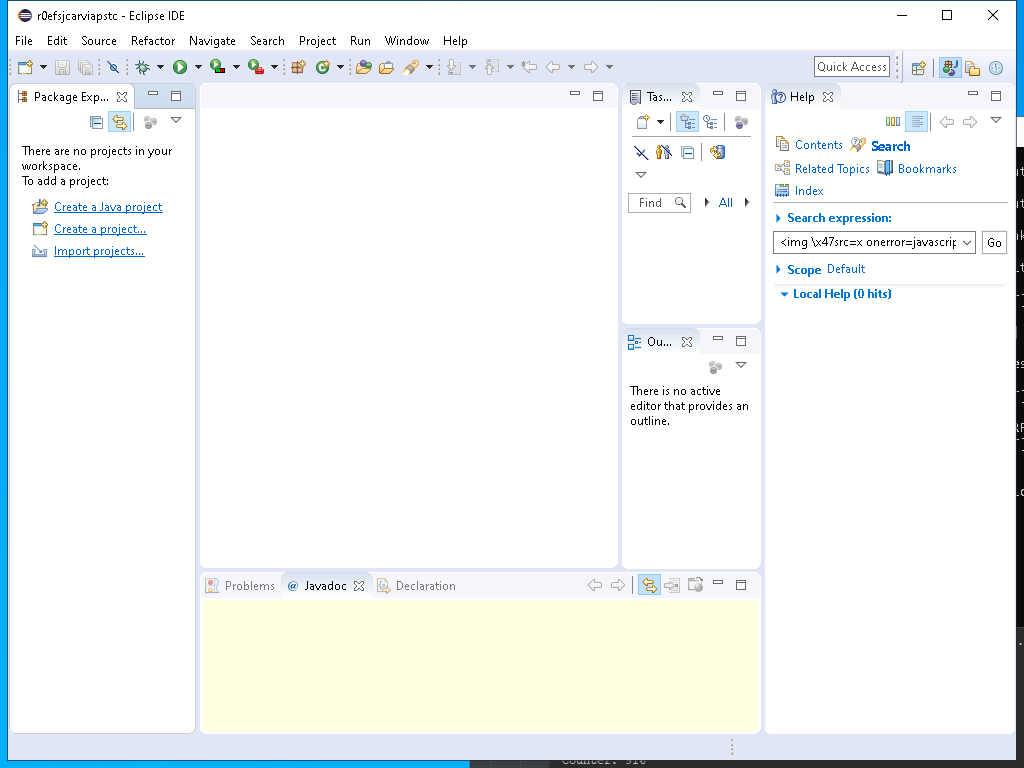 r0efsjcarviapstc - Eclipse IDE
File Edit Source Refactor Navigate Search Project Run Window Help
Quick Access
Package Exp...
There are no projects in your
workspace.
To add a project:
Create a Java project
Create a project...
Import projects...
Tas...
Find
All
Ou...
There is no active
editor that provides an
outline.
Help
Contents Search
Related Topics Bookmarks
Index
Search expression:
<img \x47src=x onerror=javascrip
Go
Scope Default
Local Help (0 hits)
Problems @ Javadoc Declaration